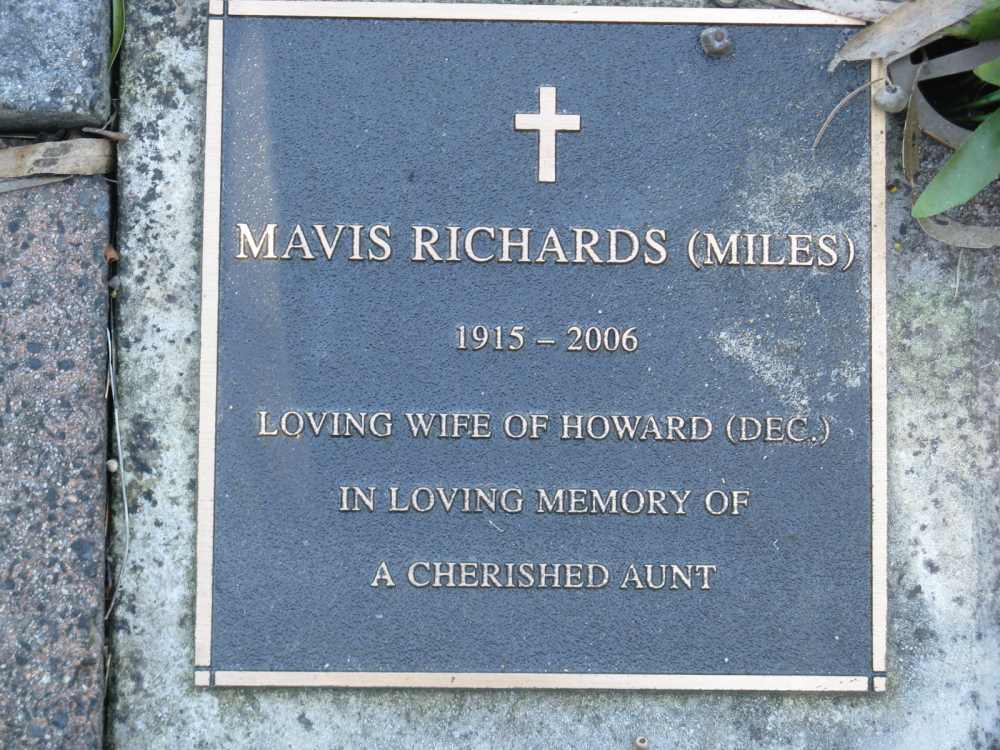 MAVIS RICHARDS (MILES)
1915 – 2006
LOVING WIFE OF HOWARD (DEC.)
IN LOVING MEMORY OF
A CHERISHED AUNT